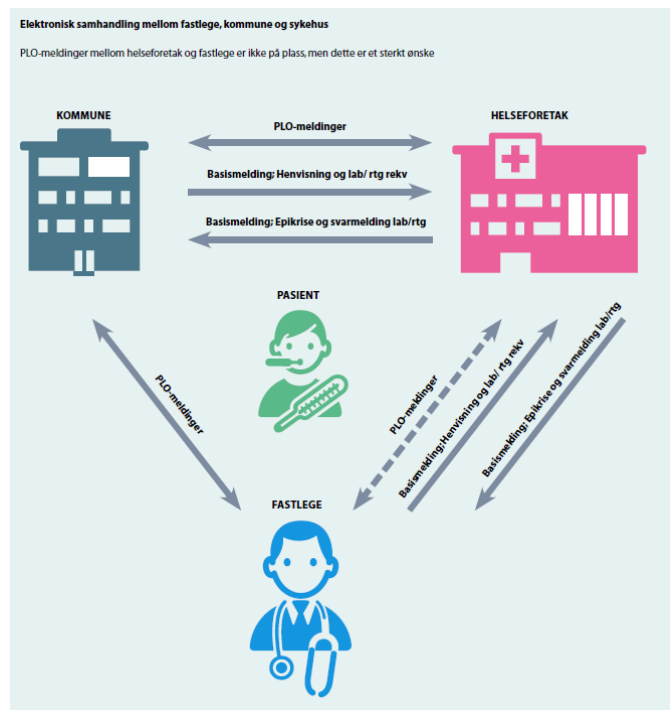 Elektronisk samhandling mellom fastlege, kommune og sykehus
PLO-meldinger mellom helseforetak og fastlege er ikke på plass, men dette er et sterkt ønske
KOMMUNE
HELSEFORETAK
PLO-meldinger
Basismelding; Henvisning og lab/ rtg rekv
Basismelding; Epikrise og svarmelding lab/rtg
PASIENT
PLO-meldinger
PLO-meldinger
Basismelding; Henvisning og lab/ rtg rekv
Basismelding; Epikrise og svarmelding lab/rtg
FASTLEGE